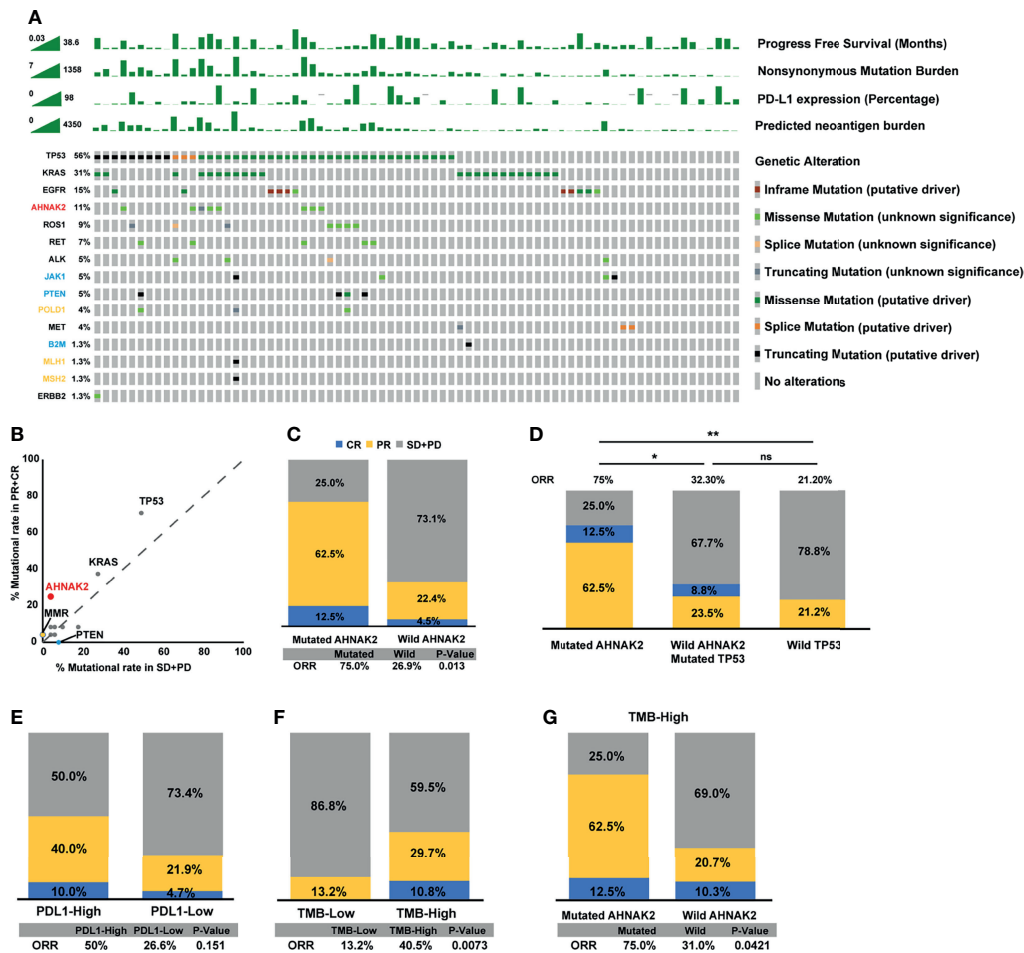 A
0.03 38.6 Progress Free Survival (Months)
7 1358 Nonsynonymous Mutation Burden
0 98 PD-L1 expression (Percentage)
0 4350 Predicted neoantigen burden
TP53 56%
KRAS 31%
EGFR 15%
AHNAK2 11%
ROS1 9%
RET 7%
ALK 5%
JAK1 5%
PTEN 5%
POLD1 4%
MET 4%
B2M 1.3%
MLH1 1.3%
MSH2 1.3%
ERBB2 1.3%
Genetic Alteration
Inframe Mutation (putative driver)
Missense Mutation (unknown significance)
Splice Mutation (unknown significance)
Truncating Mutation (unknown significance)
Missense Mutation (putative driver)
Splice Mutation (putative driver)
Truncating Mutation (putative driver)
No alterations
B
% Mutational rate in PR+CR
100
80
60
40
20
0
TP53
KRAS
AHNAK2
MMR
PTEN
0 20 40 60 80 100
% Mutational rate in SD+PD
C
CR PR SD+PD
25.0%
62.5%
12.5%
73.1%
22.4%
4.5%
Mutated AHNAK2 Wild AHNAK2
Mutated Wild P-Value
ORR 75.0% 26.9% 0.013
D
**
* ns
ORR 75% 32.30% 21.20%
25.0%
12.5%
62.5%
67.7%
8.8%
23.5%
78.8%
21.2%
Mutated AHNAK2 Wild AHNAK2 Wild TP53
Mutated TP53
E
50.0%
40.0%
10.0%
73.4%
21.9%
4.7%
PDL1-High PDL1-Low
PDL1-High PDL1-Low P-Value
ORR 50% 26.6% 0.151
F
86.8%
13.2%
59.5%
29.7%
10.8%
TMB-Low TMB-High
TMB-Low TMB-High P-Value
ORR 13.2% 40.5% 0.0073
G
TMB-High
25.0%
62.5%
12.5%
69.0%
20.7%
10.3%
Mutated AHNAK2 Wild AHNAK2
Mutated Wild P-Value
ORR 75.0% 31.0% 0.0421